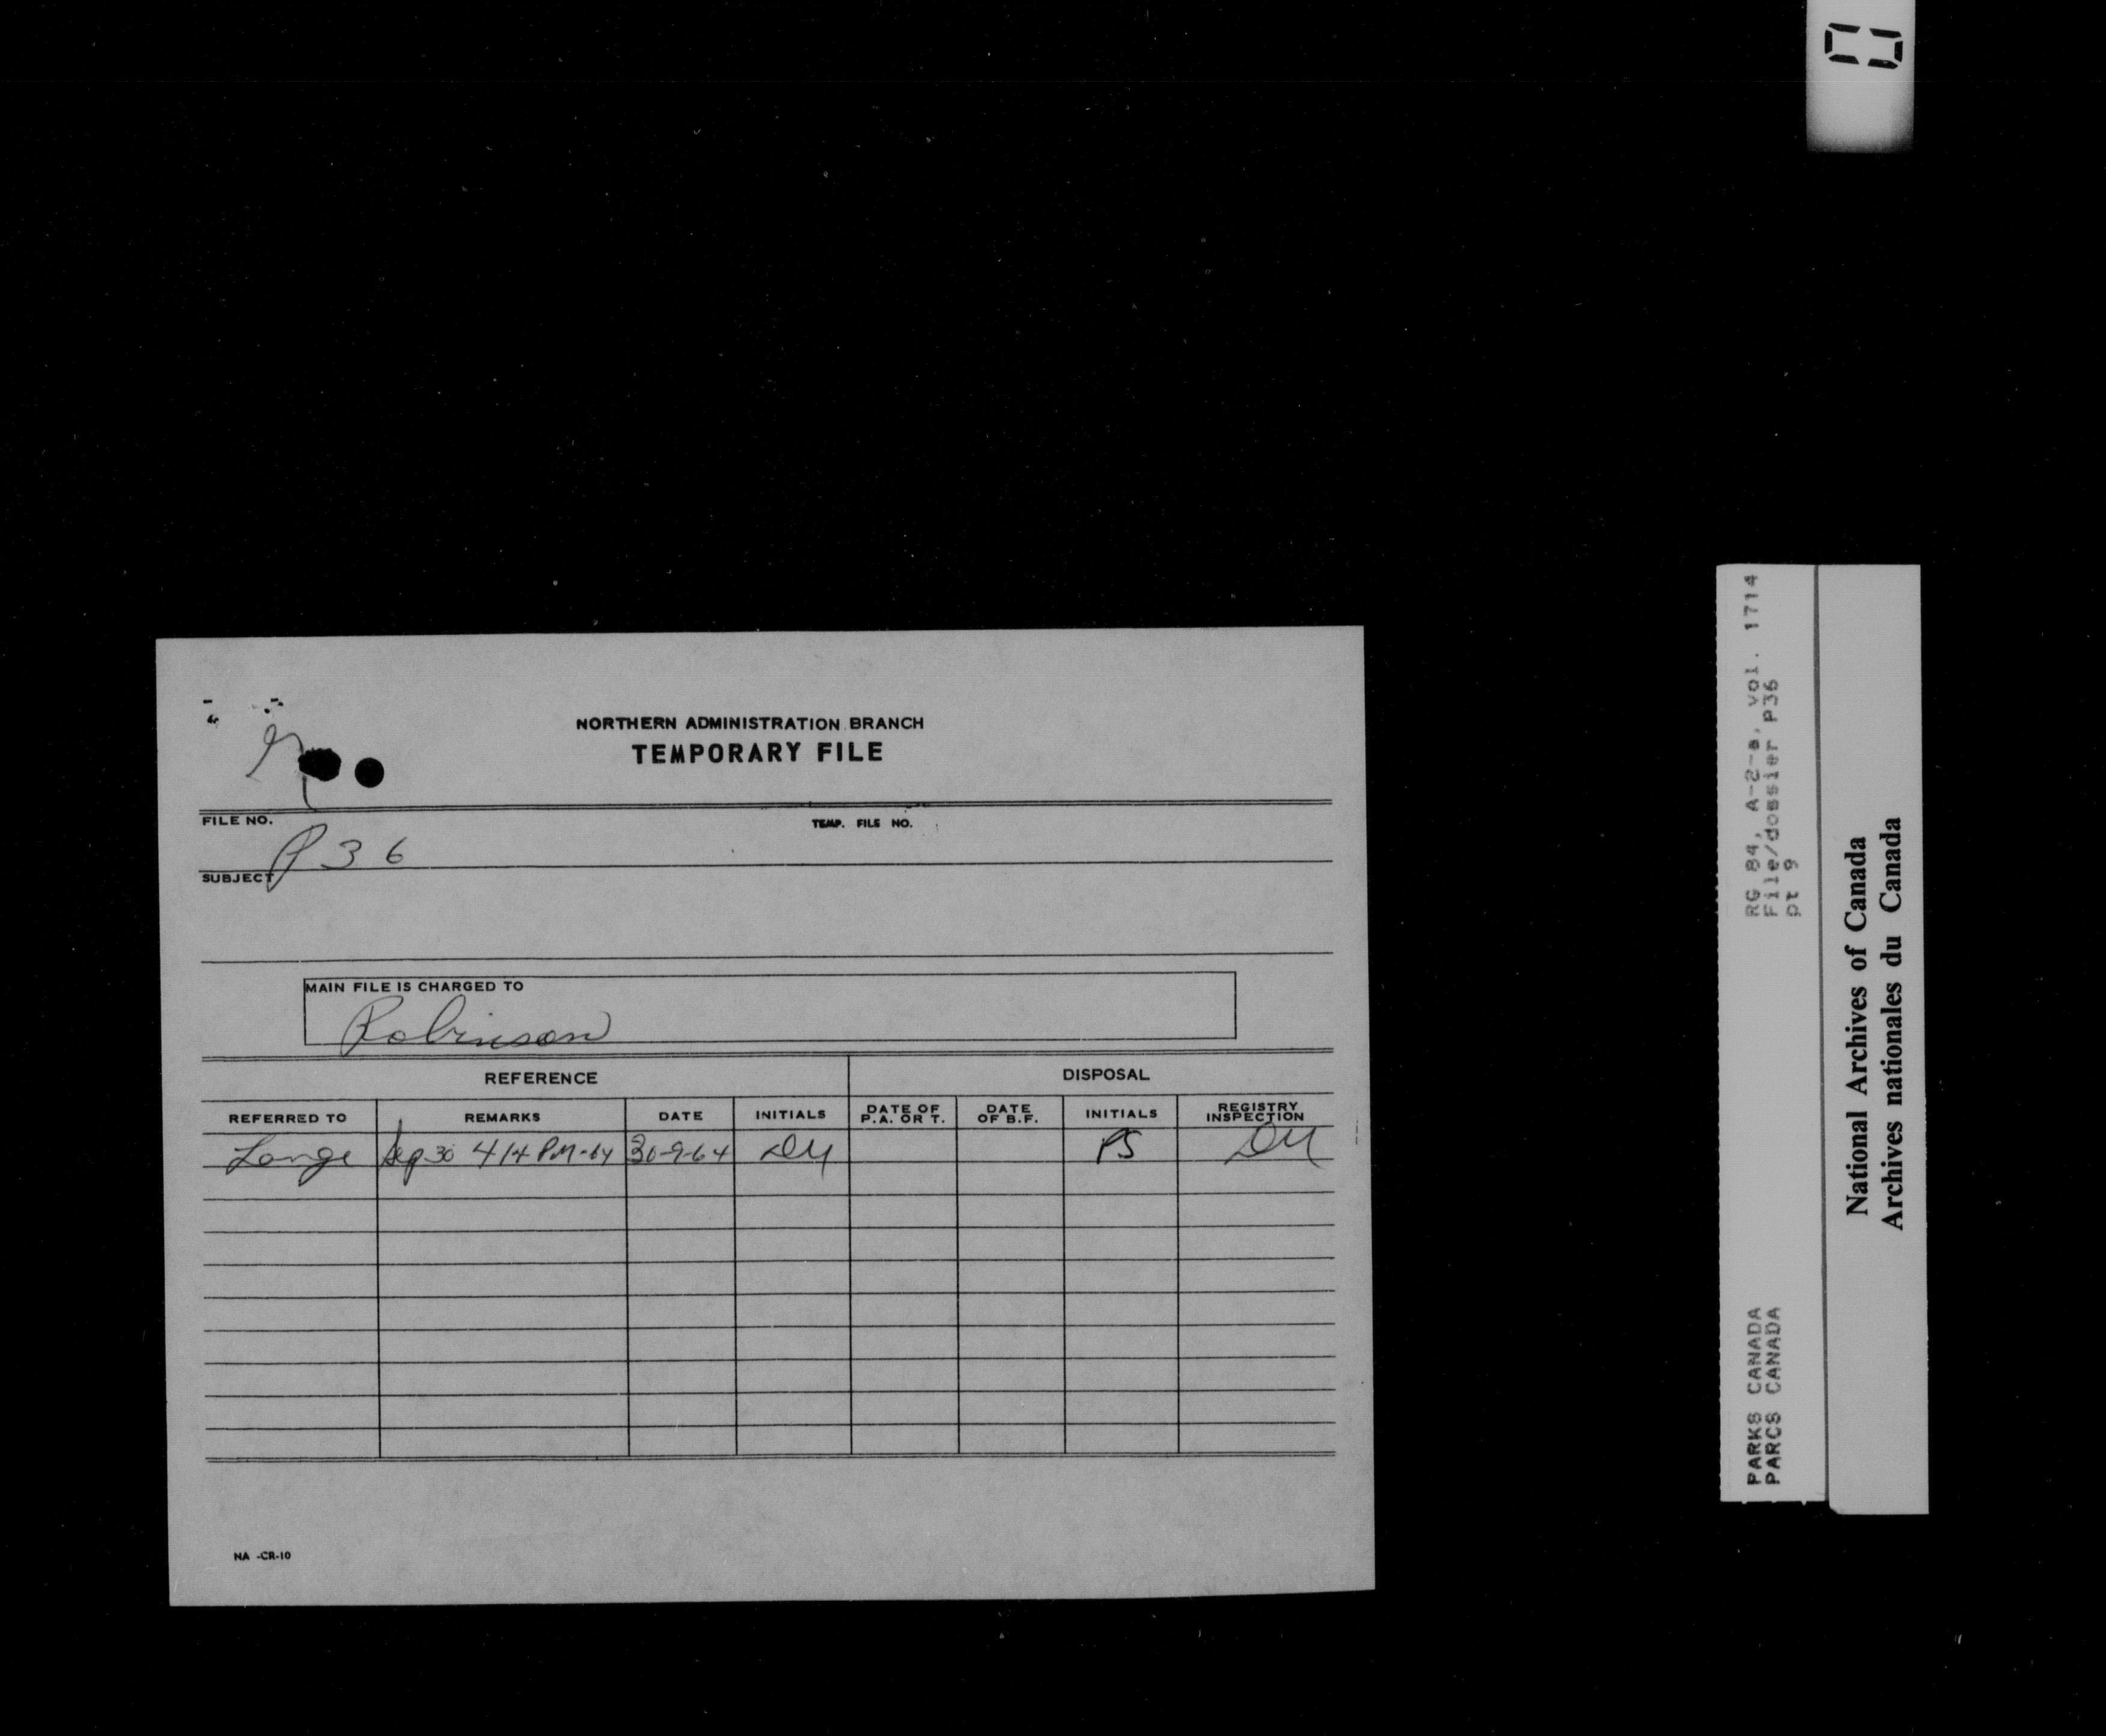 NORTHERN ADMINISTRATION BRANCH
TEMPORARY FILE
FILE NO.
TEMP. FILE NO.
P 36
SUBJECT
MAIN FILE IS CHARGED TO
Robinson
REFERENCE DISPOSAL
REFERRED TO REMARKS DATE INITIALS DATE OF P.A. OR T. DATE OF B.F. INITIALS REGISTRY INSPECTION
Lange Sep 30 414 PM-64 30-9-64 PS
NA -CR-10
RG 84, A-2-a, vol. 1714
File/dossier P36
pt 9
PARKS CANADA
PARCS CANADA
National Archives of Canada
Archives nationales du Canada